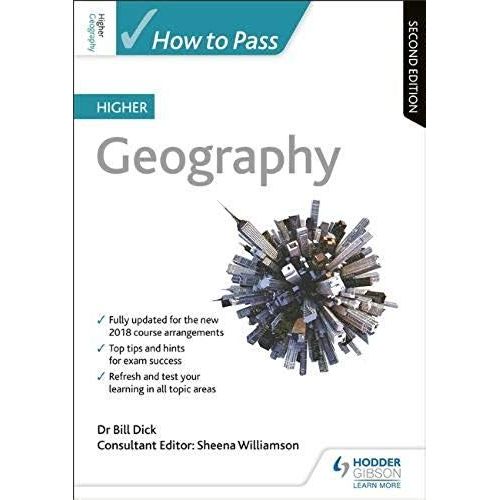 Higher
Geography
How to Pass
SECOND EDITION
HIGHER
Geography
✓ Fully updated for the new
2018 course arrangements
✓ Top tips and hints
for exam success
✓ Refresh and test your
learning in all topic areas
Dr Bill Dick
Consultant Editor: Sheena Williamson
HODDER
GIBSON
LEARN MORE